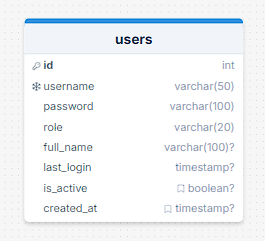 users
id int
username varchar(50)
password varchar(100)
role varchar(20)
full_name varchar(100)?
last_login timestamp?
is_active boolean?
created_at timestamp?